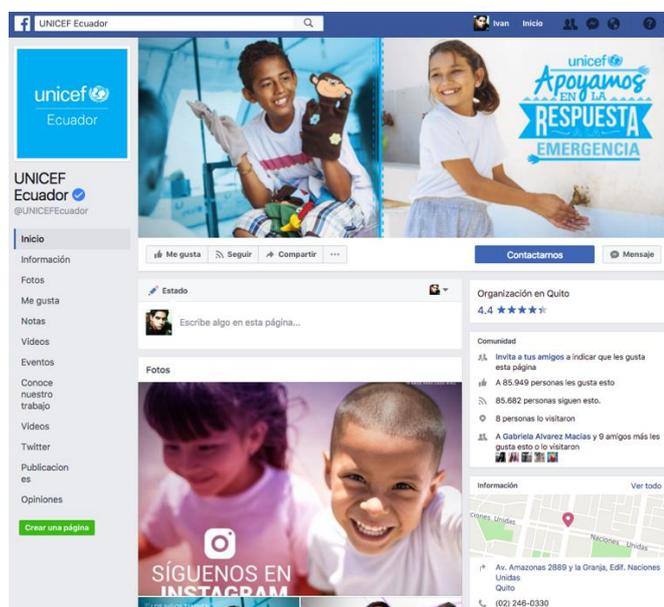 UNICEF Ecuador
Ivan
Inicio
unicef
Ecuador
unicef
Apoyamos
EN LA
RESPUESTA
EMERGENCIA
UNICEF
Ecuador
@UNICEFEcuador
Inicio
Información
Fotos
Me gusta
Notas
Videos
Eventos
Conoce
nuestro
trabajo
Videos
Twitter
Publicacion
es
Opiniones
Crear una página
Me gusta
Seguir
Compartir
Contactarnos
Mensaje
Estado
Escribe algo en esta página...
Fotos
SÍGUENOS EN
INSTAGRAM
Organización en Quito
4.4
Comunidad
Invita a tus amigos a indicar que les gusta
esta página
A 85.949 personas les gusta esto
85.682 personas siguen esto.
8 personas lo visitaron
A Gabriela Alvarez Macias y 9 amigos más les
gusta esto o lo visitaron
Información
Ver todo
Naciones Unidas
Av. Amazonas 2889 y la Granja, Edif. Naciones
Unidas
Quito
(02) 246-0330